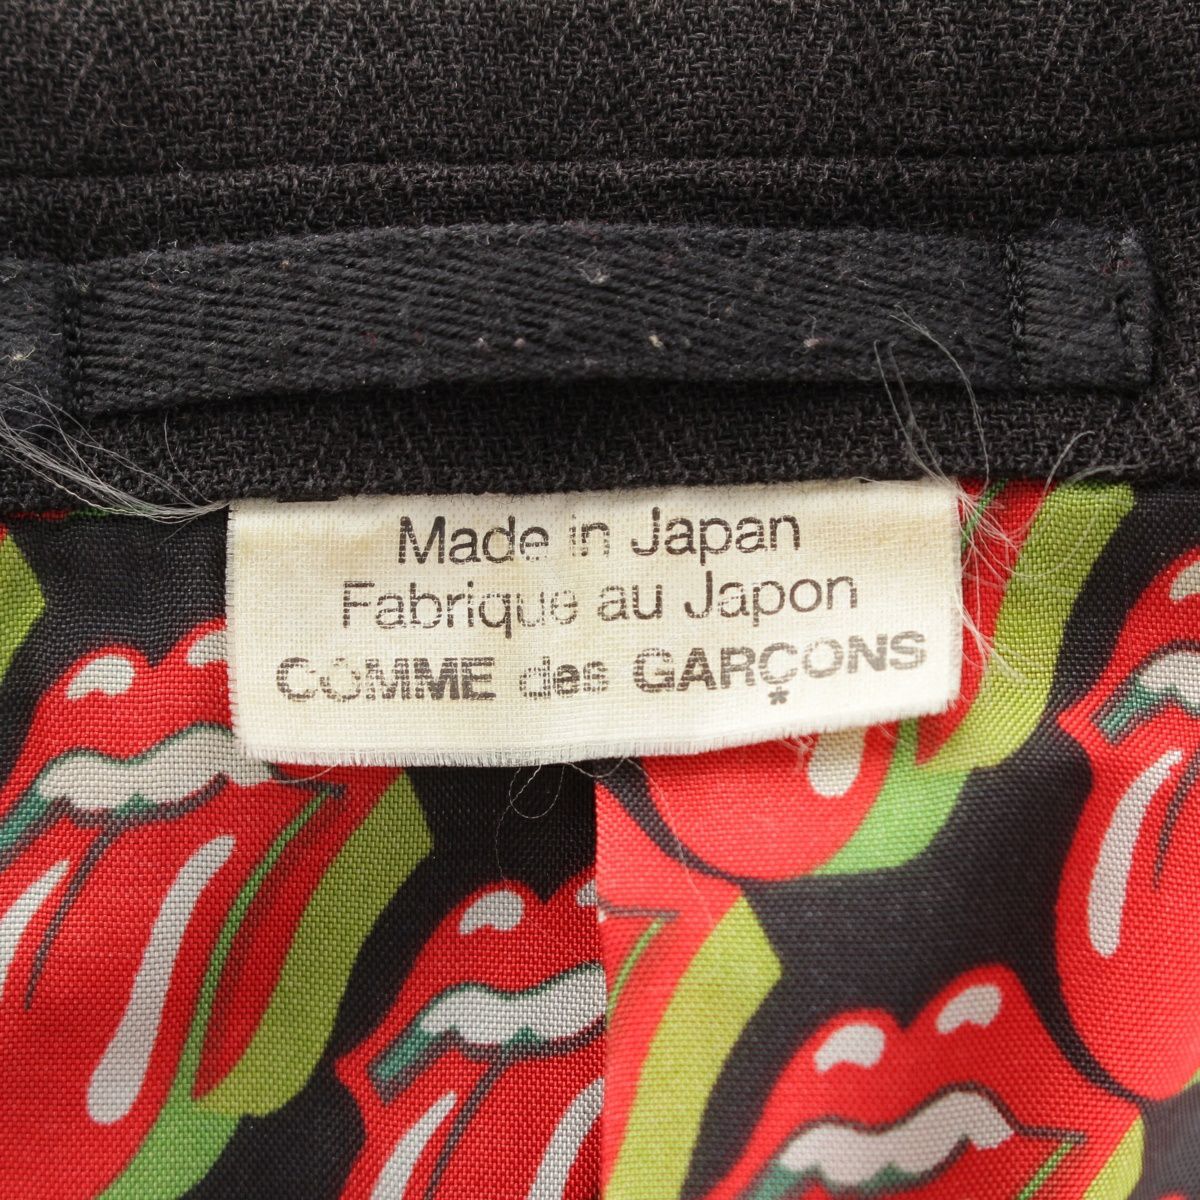 Made in Japan
Fabrique au Japon
COMME des GARÇONS